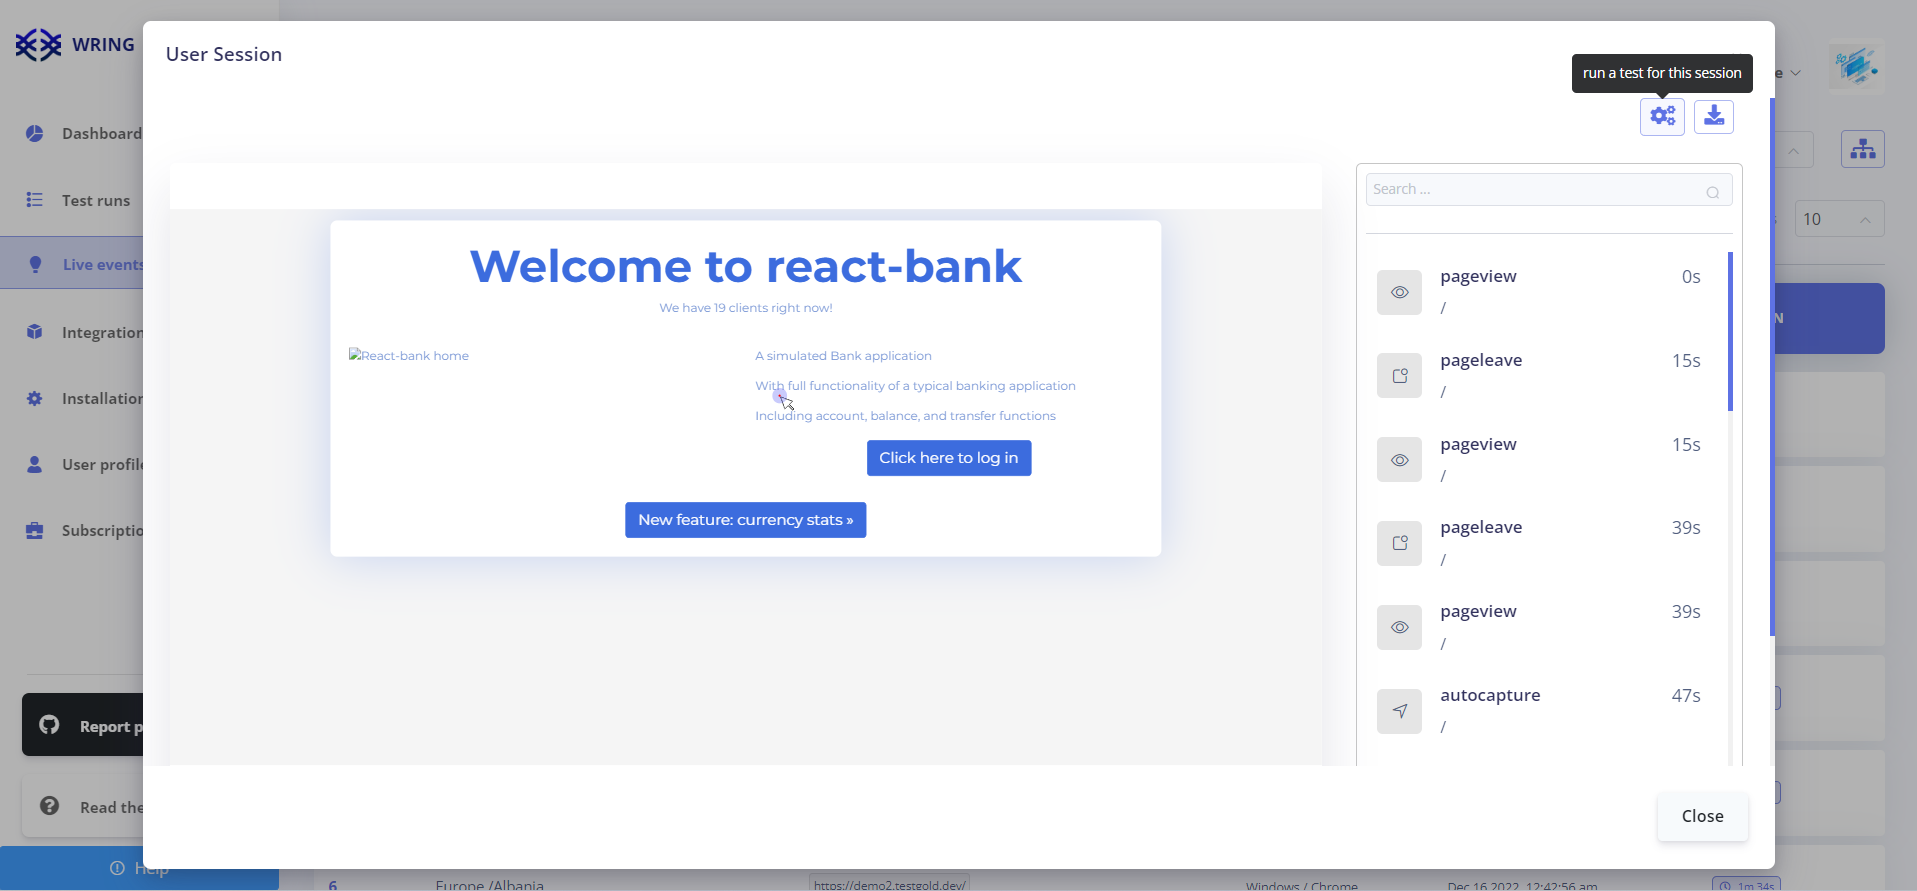 WRING
Dashboard
Test runs
Live events
Integration
Installation
User profile
Subscriptio
Report p
Read the
Help
User Session
run a test for this session
e
10
N
Welcome to react-bank
We have 19 clients right now!
React-bank home
A simulated Bank application
With full functionality of a typical banking application
Including account, balance, and transfer functions
Click here to log in
New feature: currency stats »
Search ...
pageview 0s
/
pageleave 15s
/
pageview 15s
/
pageleave 39s
/
pageview 39s
/
autocapture 47s
/
Close
6 Europe /Albania https://demo2.testgold.dev/ Windows / Chrome Dec 16 2022, 12:42:56 am 1m 34s